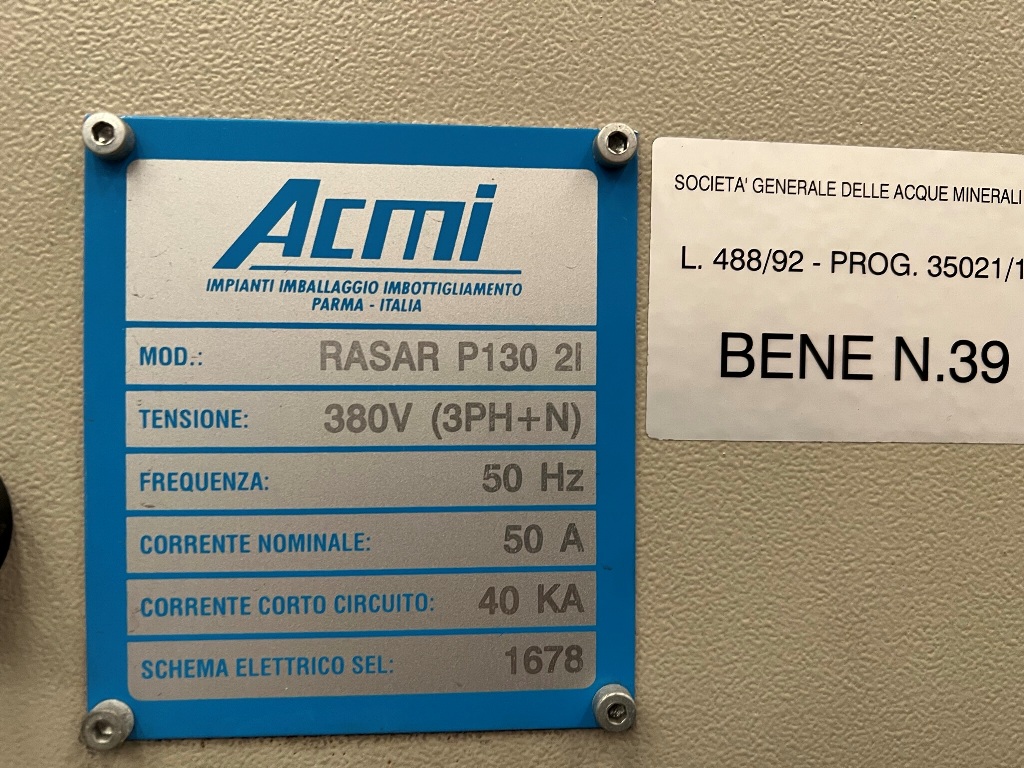 Acmi
IMPIANTI IMBALLAGGIO IMBOTTIGLIAMENTO
PARMA - ITALIA
MOD.: RASAR P130 2I
TENSIONE: 380V (3PH+N)
FREQUENZA: 50 Hz
CORRENTE NOMINALE: 50 A
CORRENTE CORTO CIRCUITO: 40 KA
SCHEMA ELETTRICO SEL: 1678
SOCIETA' GENERALE DELLE ACQUE MINERALI
L. 488/92 - PROG. 35021/1
BENE N.39